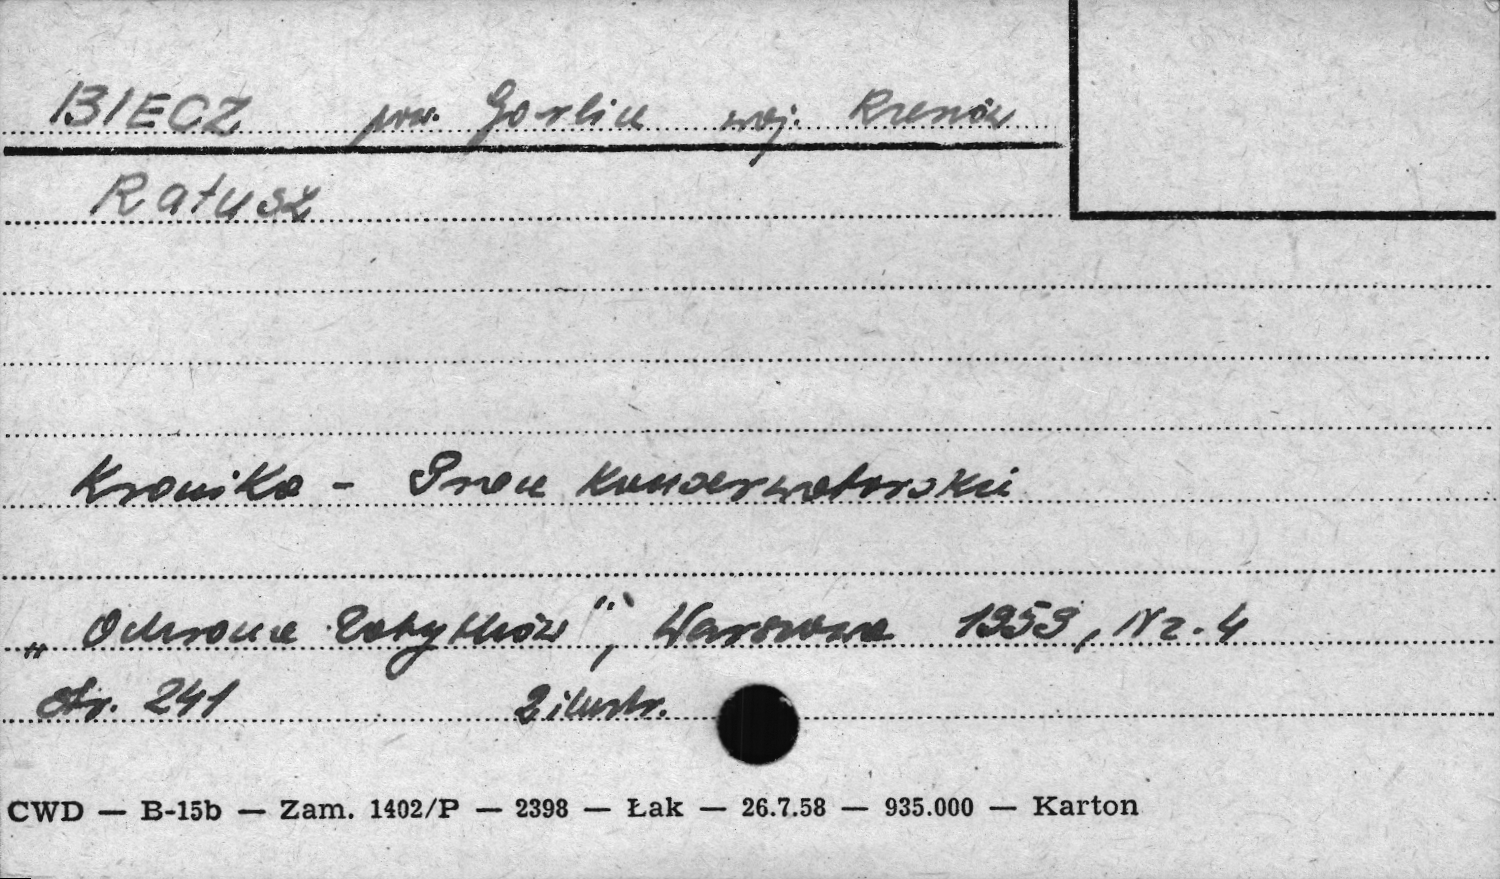 BIECZ pow. Gorlice woj. Rzeszów
Ratusz
Kronika - Prace konserwatorskie
„Ochrona Zabytków", Warszawa 1959, Nr. 4
str. 241 2 ilustr.
CWD — B-15b — Zam. 1402/P — 2398 — Łak — 26.7.58 — 935.000 — Karton